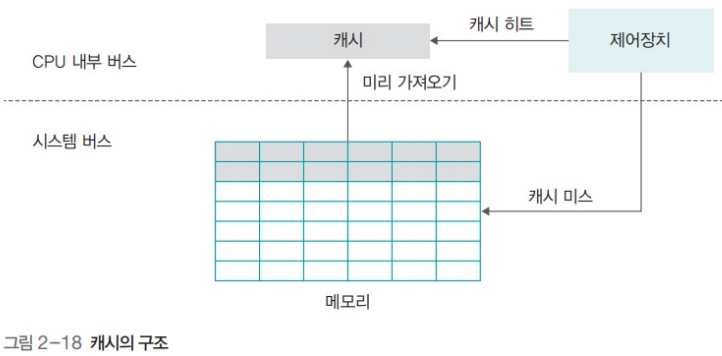 캐시
캐시 히트
제어장치
CPU 내부 버스
미리 가져오기
시스템 버스
캐시 미스
메모리
그림 2-18 캐시의 구조